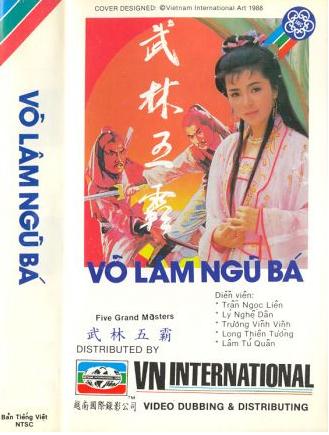 VÕ LÂM NGŨ BÁ
Bản Tiếng Việt
NTSC
COVER DESIGNED: ©Vietnam International Art 1988
武林五霸
VÕ LÂM NGŨ BÁ
Five Grand Masters
武林五霸
DISTRIBUTED BY
Diễn viên:
* Trần Ngọc Liên
* Lý Nghệ Dân
* Trương Viễn Viễn
* Long Thiên Tường
* Lâm Tú Quân
VN INTERNATIONAL
™
越南國際錄影公司 VIDEO DUBBING & DISTRIBUTING